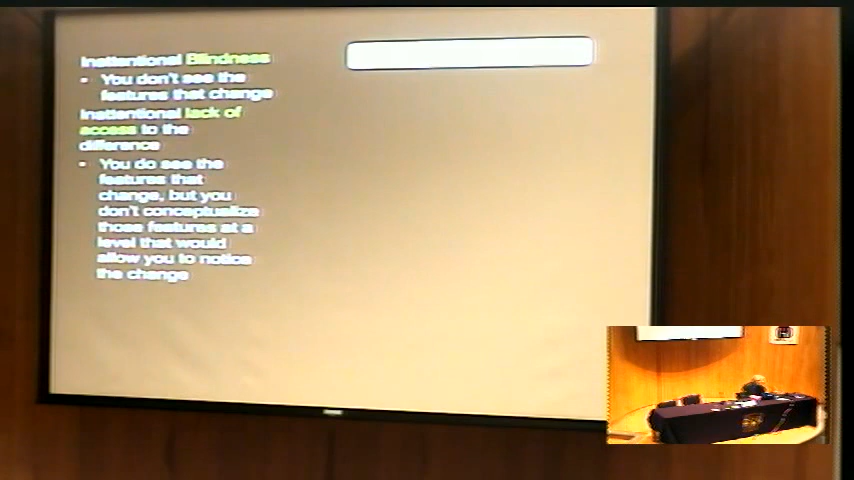 Inattentional Blindness
- You don't see the
features that change
Inattentional lack of
access to the
difference
- You do see the
features that
change, but you
don't conceptualize
those features at a
level that would
allow you to notice
the change